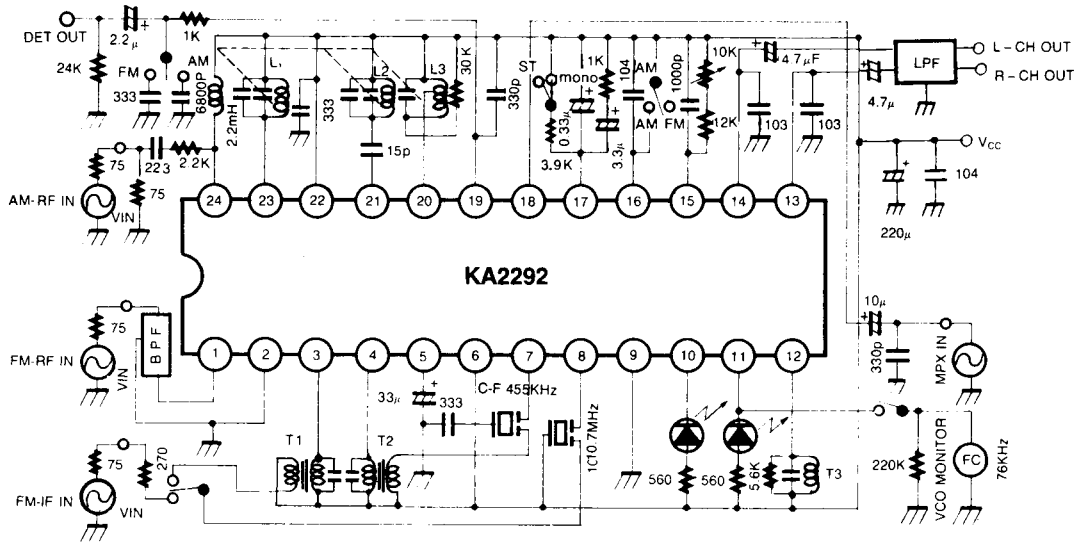 DET OUT
2.2μ
+
1K
24K
FM
333
AM
6800P
2.2mH
L1
333
L2
L3
30K
15p
330p
ST
mono
0.33μ
3.9K
1K
3.3μ
104
AM
AM FM
1000p
10K
12K
4.7μF
+
103
103
4.7μ
+
LPF
L-CH OUT
R-CH OUT
VCC
+
220μ
104
AM-RF IN
75
VIN
75
223
2.2K
24
23
22
21
20
19
18
17
16
15
14
13
KA2292
1
2
3
4
5
6
7
8
9
10
11
12
FM-RF IN
75
VIN
BPF
FM-IF IN
75
VIN
270
T1
T2
33μ
+
333
C-F 455KHz
10.7MHz
560
560
5.6K
T3
10μ
+
330p
MPX IN
220K
VCO MONITOR
FC
76KHz